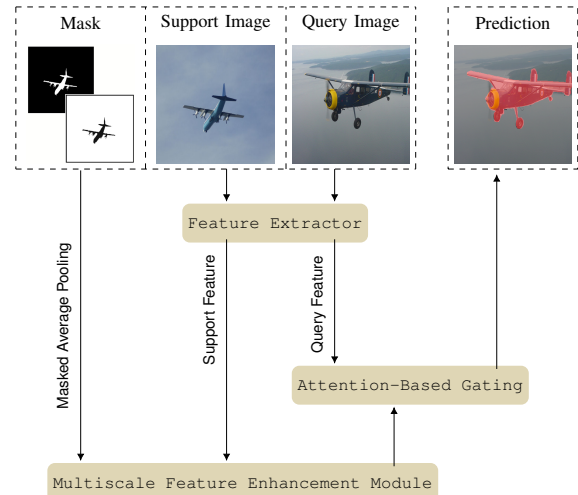 Mask
Support Image
Query Image
Prediction
Feature Extractor
Masked Average Pooling
Support Feature
Query Feature
Attention-Based Gating
Multiscale Feature Enhancement Module